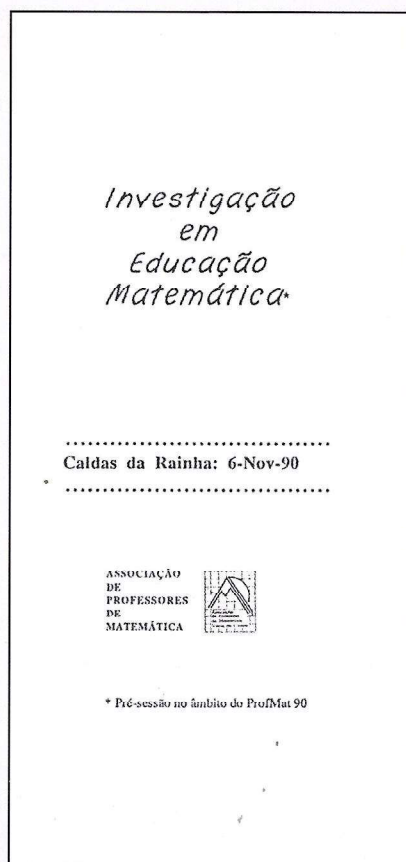 Investigação
em
Educação
Matemática*
Caldas da Rainha: 6-Nov-90
ASSOCIAÇÃO
DE
PROFESSORES
DE
MATEMÁTICA
* Pré-sessão no âmbito do ProfMat 90